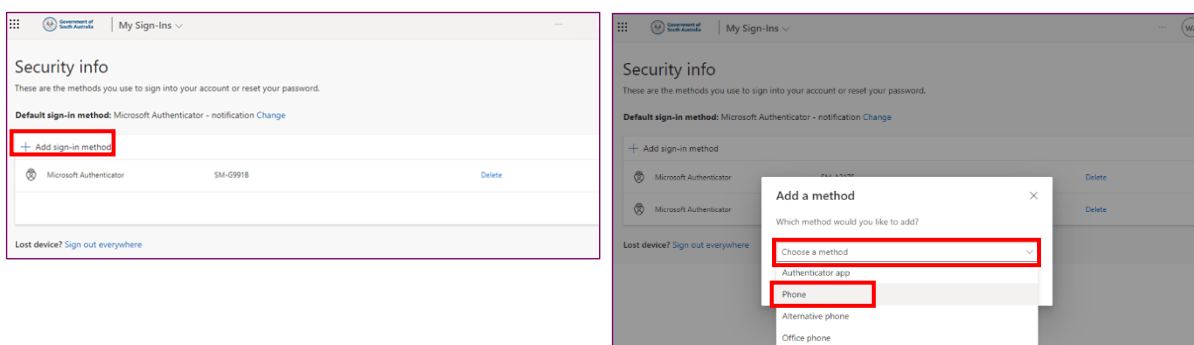 Government of
South Australia
My Sign-Ins
Security info
These are the methods you use to sign into your account or reset your password.
Default sign-in method: Microsoft Authenticator - notification Change
+ Add sign-in method
Microsoft Authenticator SM-G991B Delete
Lost device? Sign out everywhere
Government of
South Australia
My Sign-Ins
Security info
These are the methods you use to sign into your account or reset your password.
Default sign-in method: Microsoft Authenticator - notification Change
+ Add sign-in method
Microsoft Authenticator Delete
Microsoft Authenticator Delete
Lost device? Sign out everywhere
Add a method
Which method would you like to add?
Choose a method
Authenticator app
Phone
Alternative phone
Office phone